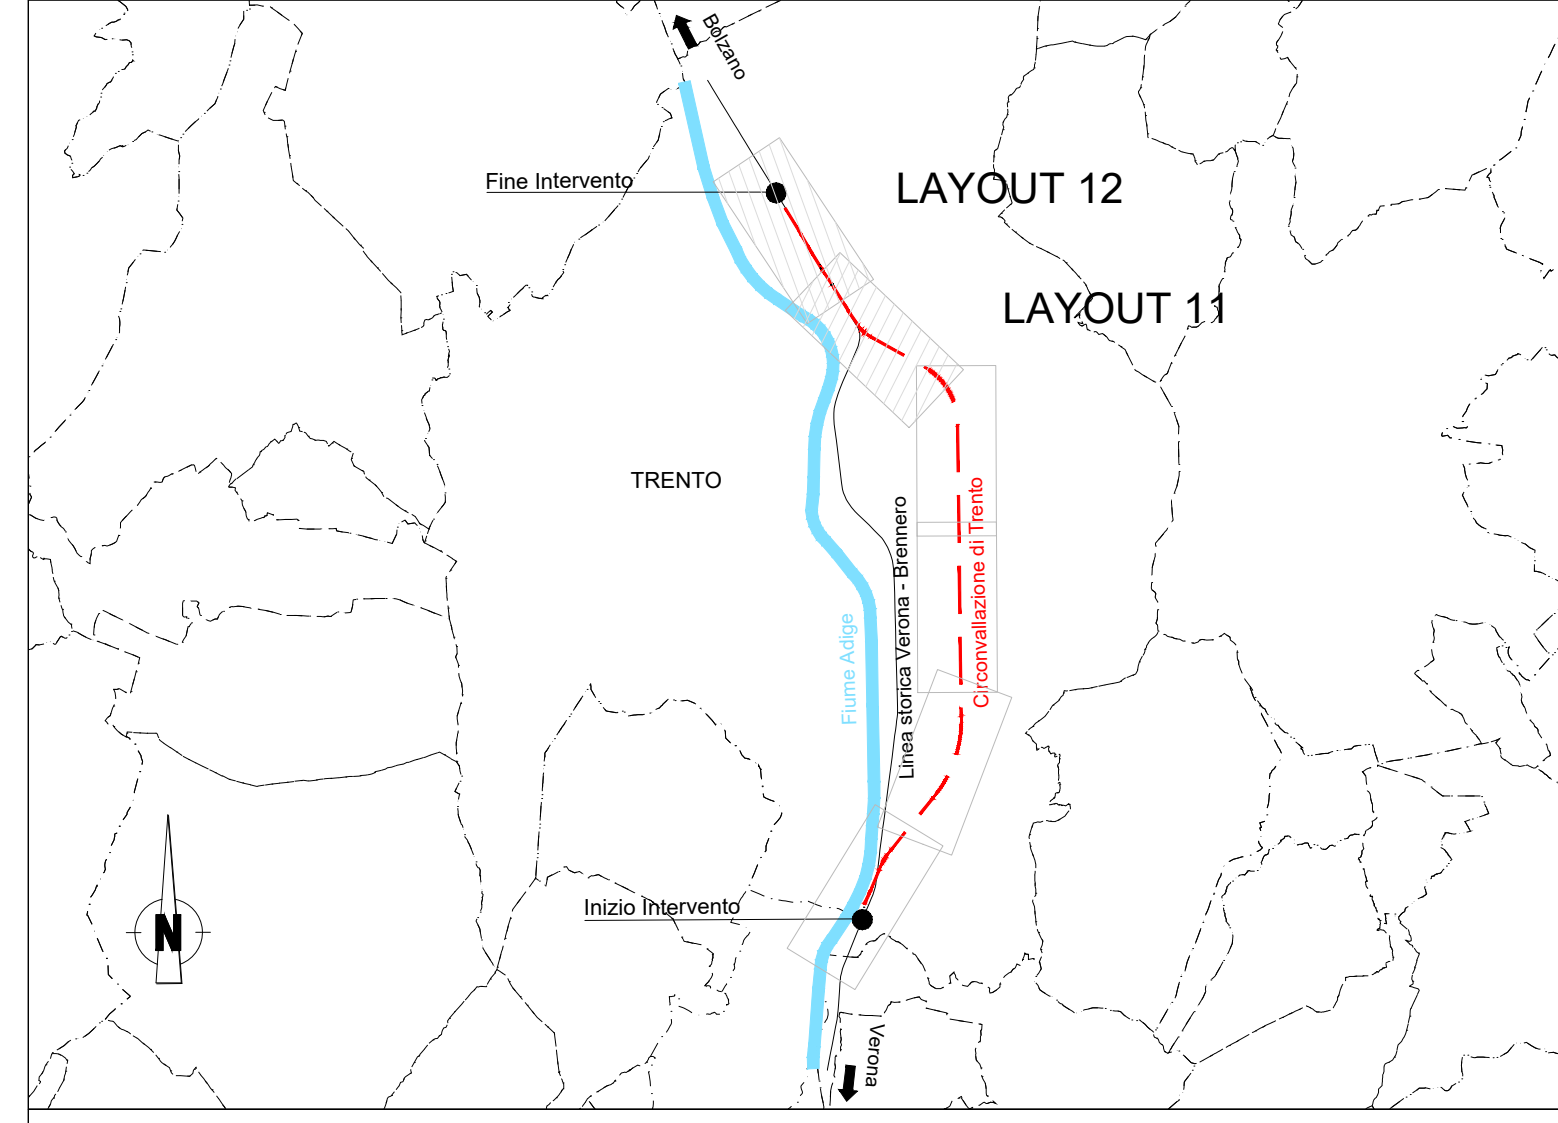 Bolzano
Fine Intervento
LAYOUT 12
LAYOUT 11
TRENTO
Fiume Adige
Linea storica Verona - Brennero
Circonvallazione di Trento
Inizio Intervento
N
Verona